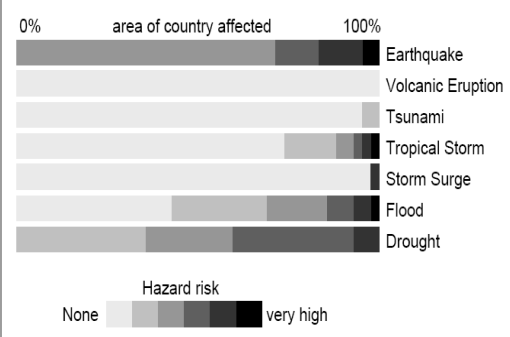 0% area of country affected 100%
Earthquake
Volcanic Eruption
Tsunami
Tropical Storm
Storm Surge
Flood
Drought
Hazard risk
None very high